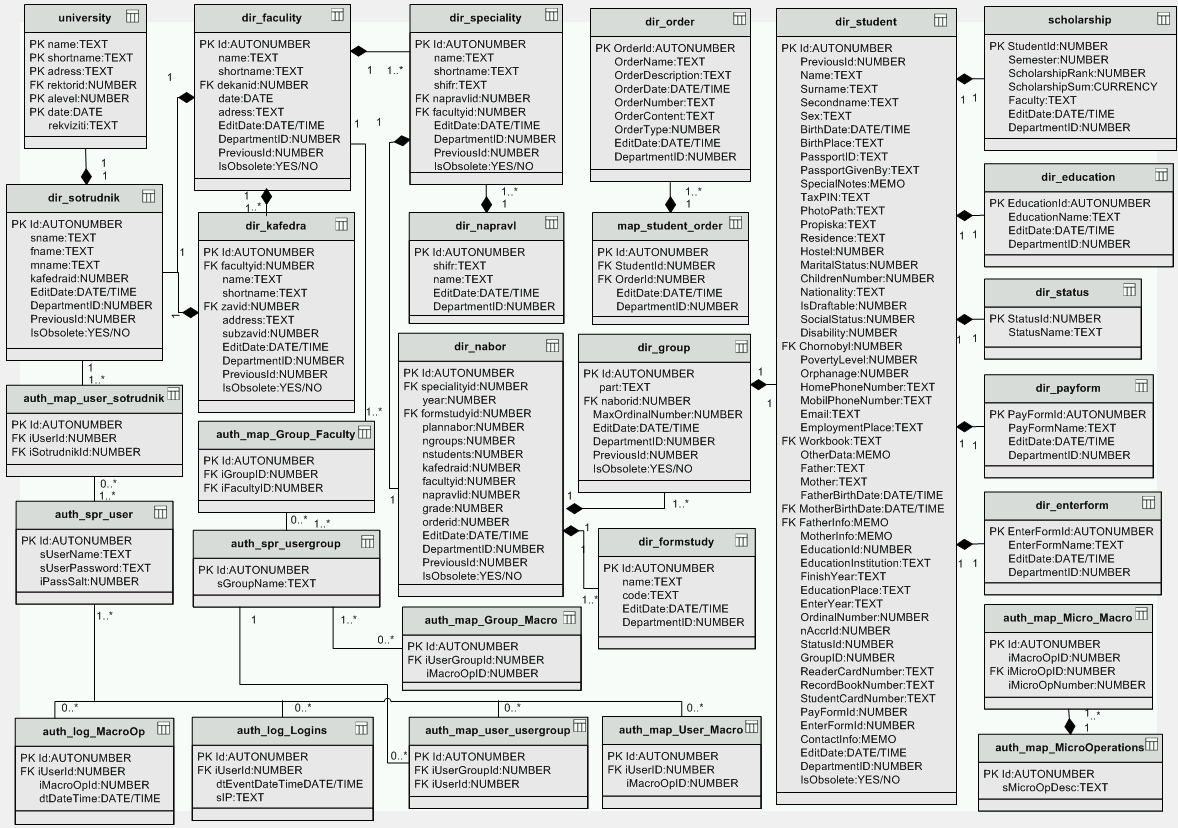 university
PK name:TEXT
PK shortname:TEXT
PK adress:TEXT
FK rektorid:NUMBER
PK alevel:NUMBER
PK date:DATE
rekviziti:TEXT
dir_faculity
PK Id:AUTONUMBER
name:TEXT
shortname:TEXT
FK dekanid:NUMBER
date:DATE
adress:TEXT
EditDate:DATE/TIME
DepartmentID:NUMBER
PreviousId:NUMBER
IsObsolete:YES/NO
dir_speciality
PK Id:AUTONUMBER
name:TEXT
shortname:TEXT
shifr:TEXT
FK napravlid:NUMBER
FK facultyid:NUMBER
EditDate:DATE/TIME
DepartmentID:NUMBER
PreviousId:NUMBER
IsObsolete:YES/NO
dir_order
PK OrderId:AUTONUMBER
OrderName:TEXT
OrderDescription:TEXT
OrderDate:DATE/TIME
OrderNumber:TEXT
OrderContent:TEXT
OrderType:NUMBER
EditDate:DATE/TIME
DepartmentID:NUMBER
dir_student
PK Id:AUTONUMBER
PreviousId:NUMBER
Name:TEXT
Surname:TEXT
Secondname:TEXT
Sex:TEXT
BirthDate:DATE/TIME
BirthPlace:TEXT
PassportID:TEXT
PassportGivenBy:TEXT
SpecialNotes:MEMO
TaxPIN:TEXT
PhotoPath:TEXT
Propiska:TEXT
Residence:TEXT
Hostel:NUMBER
MaritalStatus:NUMBER
ChildrenNumber:NUMBER
Nationality:TEXT
IsDraftable:NUMBER
SocialStatus:NUMBER
Disability:NUMBER
FK Chornobyl:NUMBER
PovertyLevel:NUMBER
Orphanage:NUMBER
HomePhoneNumber:TEXT
MobilPhoneNumber:TEXT
Email:TEXT
EmploymentPlace:TEXT
FK Workbook:TEXT
OtherData:MEMO
Father:TEXT
Mother:TEXT
FatherBirthDate:DATE/TIME
FK MotherBirthDate:DATE/TIME
FK FatherInfo:MEMO
MotherInfo:MEMO
EducationId:NUMBER
EducationInstitution:TEXT
FinishYear:TEXT
EducationPlace:TEXT
EnterYear:TEXT
OrdinalNumber:NUMBER
nAccrId:NUMBER
StatusId:NUMBER
GroupID:NUMBER
ReaderCardNumber:TEXT
RecordBookNumber:TEXT
StudentCardNumber:TEXT
PayFormId:NUMBER
EnterFormId:NUMBER
ContactInfo:MEMO
EditDate:DATE/TIME
DepartmentID:NUMBER
IsObsolete:YES/NO
scholarship
PK StudentId:NUMBER
Semester:NUMBER
ScholarshipRank:NUMBER
ScholarshipSum:CURRENCY
Faculty:TEXT
EditDate:DATE/TIME
DepartmentID:NUMBER
dir_sotrudnik
PK Id:AUTONUMBER
sname:TEXT
fname:TEXT
mname:TEXT
kafedraid:NUMBER
EditDate:DATE/TIME
DepartmentID:NUMBER
PreviousId:NUMBER
IsObsolete:YES/NO
dir_kafedra
PK Id:AUTONUMBER
FK facultyid:NUMBER
name:TEXT
shortname:TEXT
FK zavid:NUMBER
address:TEXT
subzavid:NUMBER
EditDate:DATE/TIME
DepartmentID:NUMBER
PreviousId:NUMBER
IsObsolete:YES/NO
dir_napravl
PK Id:AUTONUMBER
shifr:TEXT
name:TEXT
EditDate:DATE/TIME
DepartmentID:NUMBER
map_student_order
PK Id:AUTONUMBER
FK StudentId:NUMBER
FK OrderId:NUMBER
EditDate:DATE/TIME
DepartmentID:NUMBER
dir_education
PK EducationId:AUTONUMBER
EducationName:TEXT
EditDate:DATE/TIME
DepartmentID:NUMBER
dir_status
PK StatusId:NUMBER
StatusName:TEXT
dir_nabor
PK Id:AUTONUMBER
FK specialityid:NUMBER
year:NUMBER
FK formstudyid:NUMBER
plannabor:NUMBER
ngroups:NUMBER
nstudents:NUMBER
kafedraid:NUMBER
facultyid:NUMBER
napravlid:NUMBER
grade:NUMBER
orderid:NUMBER
EditDate:DATE/TIME
DepartmentID:NUMBER
PreviousId:NUMBER
IsObsolete:YES/NO
dir_group
PK Id:AUTONUMBER
part:TEXT
FK naborid:NUMBER
MaxOrdinalNumber:NUMBER
EditDate:DATE/TIME
DepartmentID:NUMBER
PreviousId:NUMBER
IsObsolete:YES/NO
dir_payform
PK PayFormId:AUTONUMBER
PayFormName:TEXT
EditDate:DATE/TIME
DepartmentID:NUMBER
auth_map_user_sotrudnik
PK Id:AUTONUMBER
FK iUserId:NUMBER
FK iSotrudnikId:NUMBER
auth_map_Group_Faculty
PK Id:AUTONUMBER
FK iGroupID:NUMBER
FK iFacultyID:NUMBER
auth_spr_user
PK Id:AUTONUMBER
sUserName:TEXT
sUserPassword:TEXT
iPassSalt:NUMBER
auth_spr_usergroup
PK Id:AUTONUMBER
sGroupName:TEXT
dir_formstudy
PK Id:AUTONUMBER
name:TEXT
code:TEXT
EditDate:DATE/TIME
DepartmentID:NUMBER
dir_enterform
PK EnterFormId:AUTONUMBER
EnterFormName:TEXT
EditDate:DATE/TIME
DepartmentID:NUMBER
auth_map_Group_Macro
PK Id:AUTONUMBER
FK iUserGroupId:NUMBER
iMacroOpID:NUMBER
auth_map_Micro_Macro
PK Id:AUTONUMBER
iMacroOpID:NUMBER
FK iMicroOpID:NUMBER
iMicroOpNumber:NUMBER
auth_log_MacroOp
PK Id:AUTONUMBER
FK iUserId:NUMBER
iMacroOpId:NUMBER
dtDateTime:DATE/TIME
auth_log_Logins
PK Id:AUTONUMBER
FK iUserId:NUMBER
dtEventDateTimeDATE/TIME
sIP:TEXT
auth_map_user_usergroup
PK Id:AUTONUMBER
FK iUserGroupId:NUMBER
FK iUserId:NUMBER
auth_map_User_Macro
PK Id:AUTONUMBER
FK iUserID:NUMBER
iMacroOpID:NUMBER
auth_map_MicroOperations
PK Id:AUTONUMBER
sMicroOpDesc:TEXT